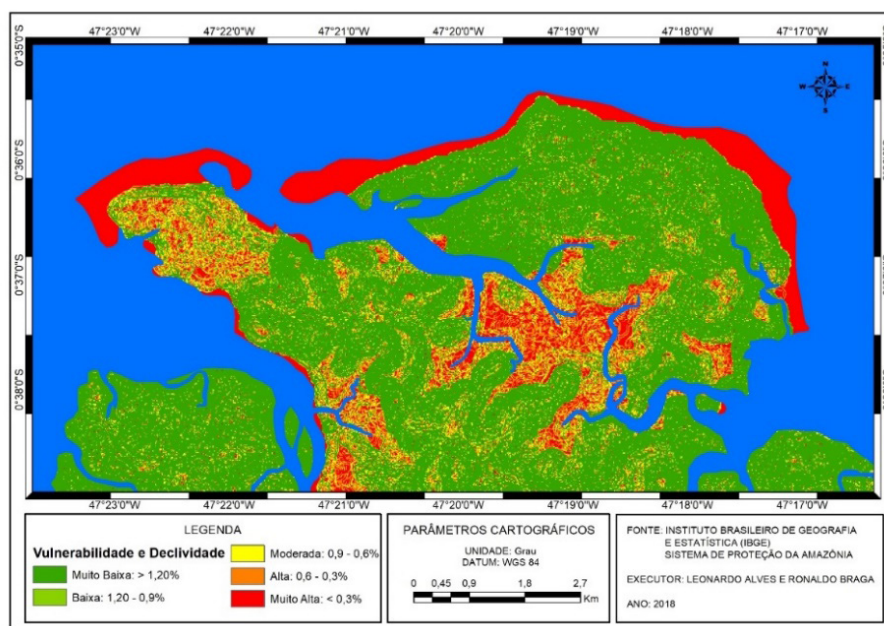 47°23'0"W 47°22'0"W 47°21'0"W 47°20'0"W 47°19'0"W 47°18'0"W 47°17'0"W
0°35'0"S
0°36'0"S
0°37'0"S
0°38'0"S
N
W E
S
47°23'0"W 47°22'0"W 47°21'0"W 47°20'0"W 47°19'0"W 47°18'0"W 47°17'0"W
LEGENDA
Vulnerabilidade e Declividade
Muito Baixa: > 1,20%
Baixa: 1,20 - 0,9%
Moderada: 0,9 - 0,6%
Alta: 0,6 - 0,3%
Muito Alta: < 0,3%
PARÂMETROS CARTOGRÁFICOS
UNIDADE: Grau
DATUM: WGS 84
0 0,45 0,9 1,8 2,7
Km
FONTE: INSTITUTO BRASILEIRO DE GEOGRAFIA
E ESTATÍSTICA (IBGE)
SISTEMA DE PROTEÇÃO DA AMAZÔNIA
EXECUTOR: LEONARDO ALVES E RONALDO BRAGA
ANO: 2018